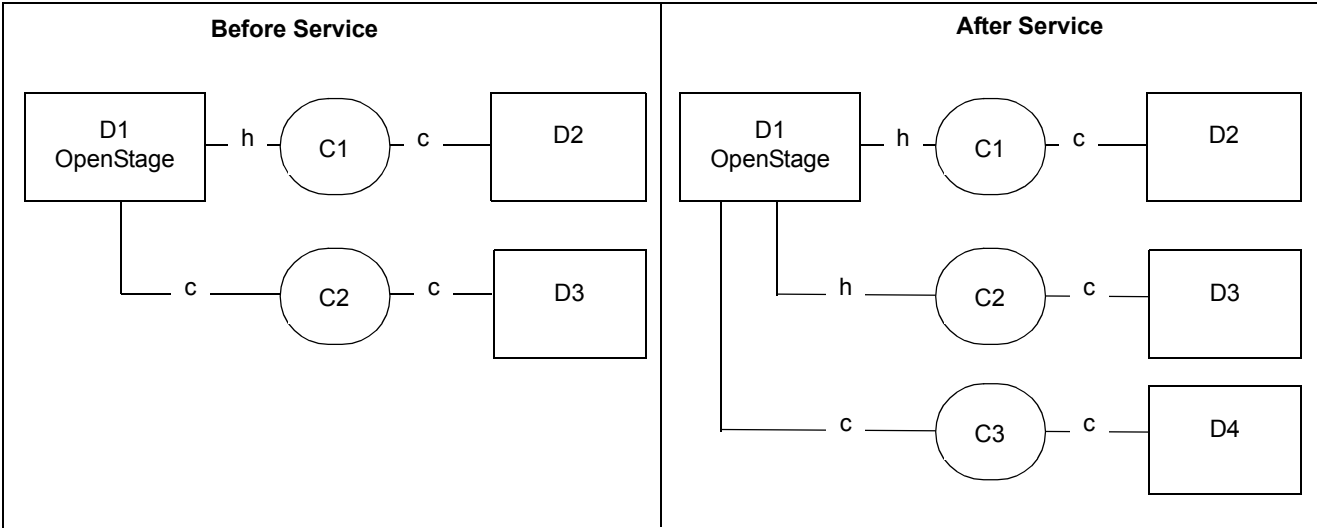 Before Service
D1
OpenStage
h
C1
c
D2
c
C2
c
D3
After Service
D1
OpenStage
h
C1
c
D2
h
C2
c
D3
c
C3
c
D4